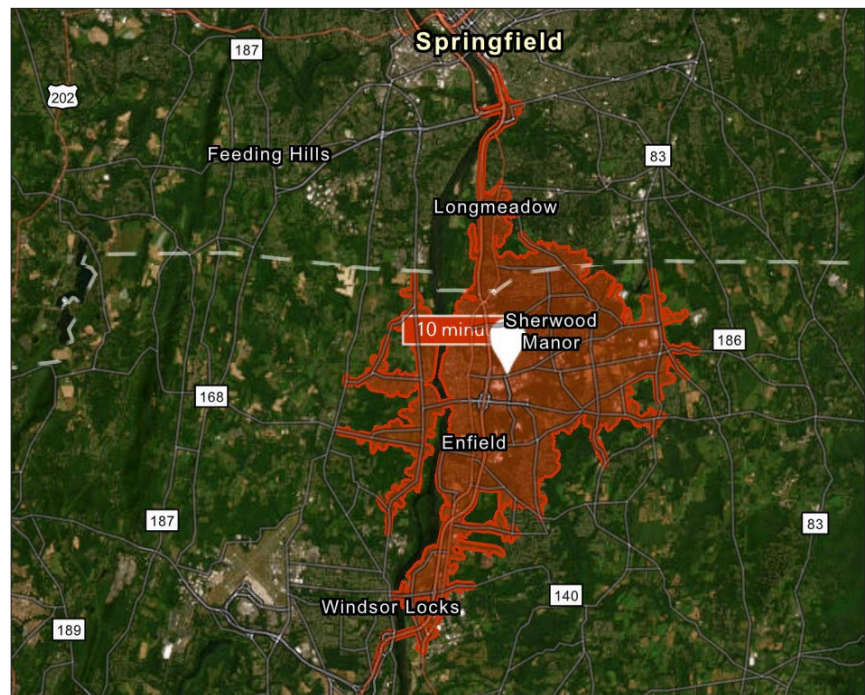 Springfield
187
202
Feeding Hills
83
Longmeadow
10 minu
Sherwood
Manor
186
168
Enfield
187
83
140
Windsor Locks
189